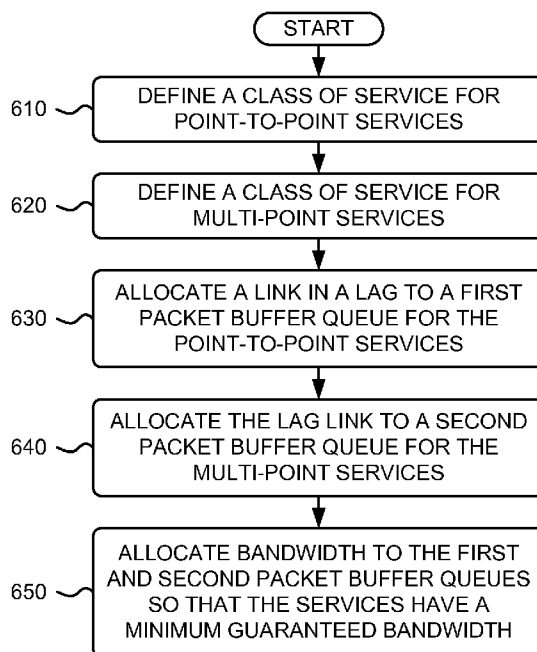 START
610
DEFINE A CLASS OF SERVICE FOR
POINT-TO-POINT SERVICES
620
DEFINE A CLASS OF SERVICE FOR
MULTI-POINT SERVICES
630
ALLOCATE A LINK IN A LAG TO A FIRST
PACKET BUFFER QUEUE FOR THE
POINT-TO-POINT SERVICES
640
ALLOCATE THE LAG LINK TO A SECOND
PACKET BUFFER QUEUE FOR THE
MULTI-POINT SERVICES
650
ALLOCATE BANDWIDTH TO THE FIRST
AND SECOND PACKET BUFFER QUEUES
SO THAT THE SERVICES HAVE A
MINIMUM GUARANTEED BANDWIDTH